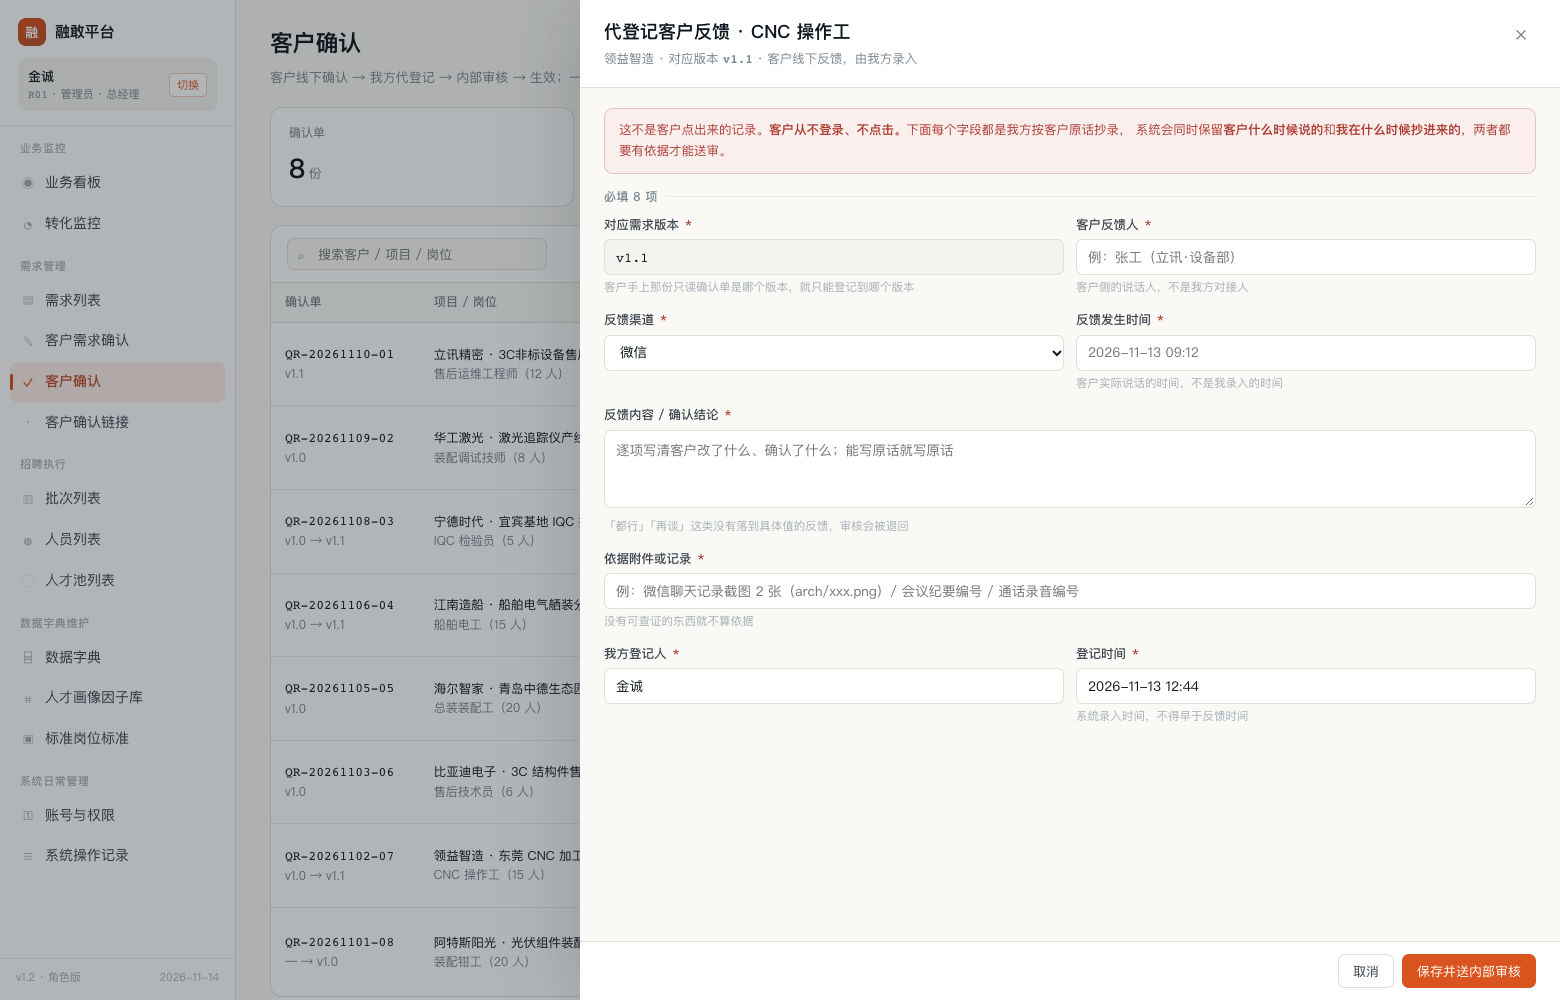 融 融敢平台
金诚
R01 · 管理员 · 总经理
切换
业务监控
业务看板
转化监控
需求管理
需求列表
客户需求确认
客户确认
客户确认链接
招聘执行
批次列表
人员列表
人才池列表
数据字典维护
数据字典
人才画像因子库
标准岗位标准
系统日常管理
账号与权限
系统操作记录
v1.2 · 角色版 2026-11-14
客户确认
客户线下确认 → 我方代登记 → 内部审核 → 生效；一
确认单
8 份
搜索客户 / 项目 / 岗位
确认单 项目 / 岗位
QR-20261110-01 立讯精密 · 3C非标设备售
v1.1 售后运维工程师（12 人）
QR-20261109-02 华工激光 · 激光追踪仪产线
v1.0 装配调试技师（8 人）
QR-20261108-03 宁德时代 · 宜宾基地 IQC
v1.0 → v1.1 IQC 检验员（5 人）
QR-20261106-04 江南造船 · 船舶电气舾装分
v1.0 → v1.1 船舶电工（15 人）
QR-20261105-05 海尔智家 · 青岛中德生态园
v1.0 总装装配工（20 人）
QR-20261103-06 比亚迪电子 · 3C 结构件售
v1.0 售后技术员（6 人）
QR-20261102-07 领益智造 · 东莞 CNC 加工
v1.0 → v1.1 CNC 操作工（15 人）
QR-20261101-08 阿特斯阳光 · 光伏组件装配
— → v1.0 装配钳工（20 人）
代登记客户反馈 · CNC 操作工
领益智造 · 对应版本 v1.1 · 客户线下反馈，由我方录入
×
这不是客户点出来的记录。客户从不登录、不点击。下面每个字段都是我方按客户原话抄录， 系统会同时保留客户什么时候说的和我在什么时候抄进来的，两者都
要有依据才能送审。
必填 8 项
对应需求版本 * 客户反馈人 *
v1.1 例：张工（立讯·设备部）
客户手上那份只读确认单是哪个版本，就只能登记到哪个版本 客户侧的说话人，不是我方对接人
反馈渠道 * 反馈发生时间 *
微信 2026-11-13 09:12
客户实际说话的时间，不是我录入的时间
反馈内容 / 确认结论 *
逐项写清客户改了什么、确认了什么；能写原话就写原话
「都行」「再谈」这类没有落到具体值的反馈，审核会被退回
依据附件或记录 *
例：微信聊天记录截图 2 张（arch/xxx.png）/ 会议纪要编号 / 通话录音编号
没有可查证的东西就不算依据
我方登记人 * 登记时间 *
金诚 2026-11-13 12:44
系统录入时间，不得早于反馈时间
取消 保存并送内部审核